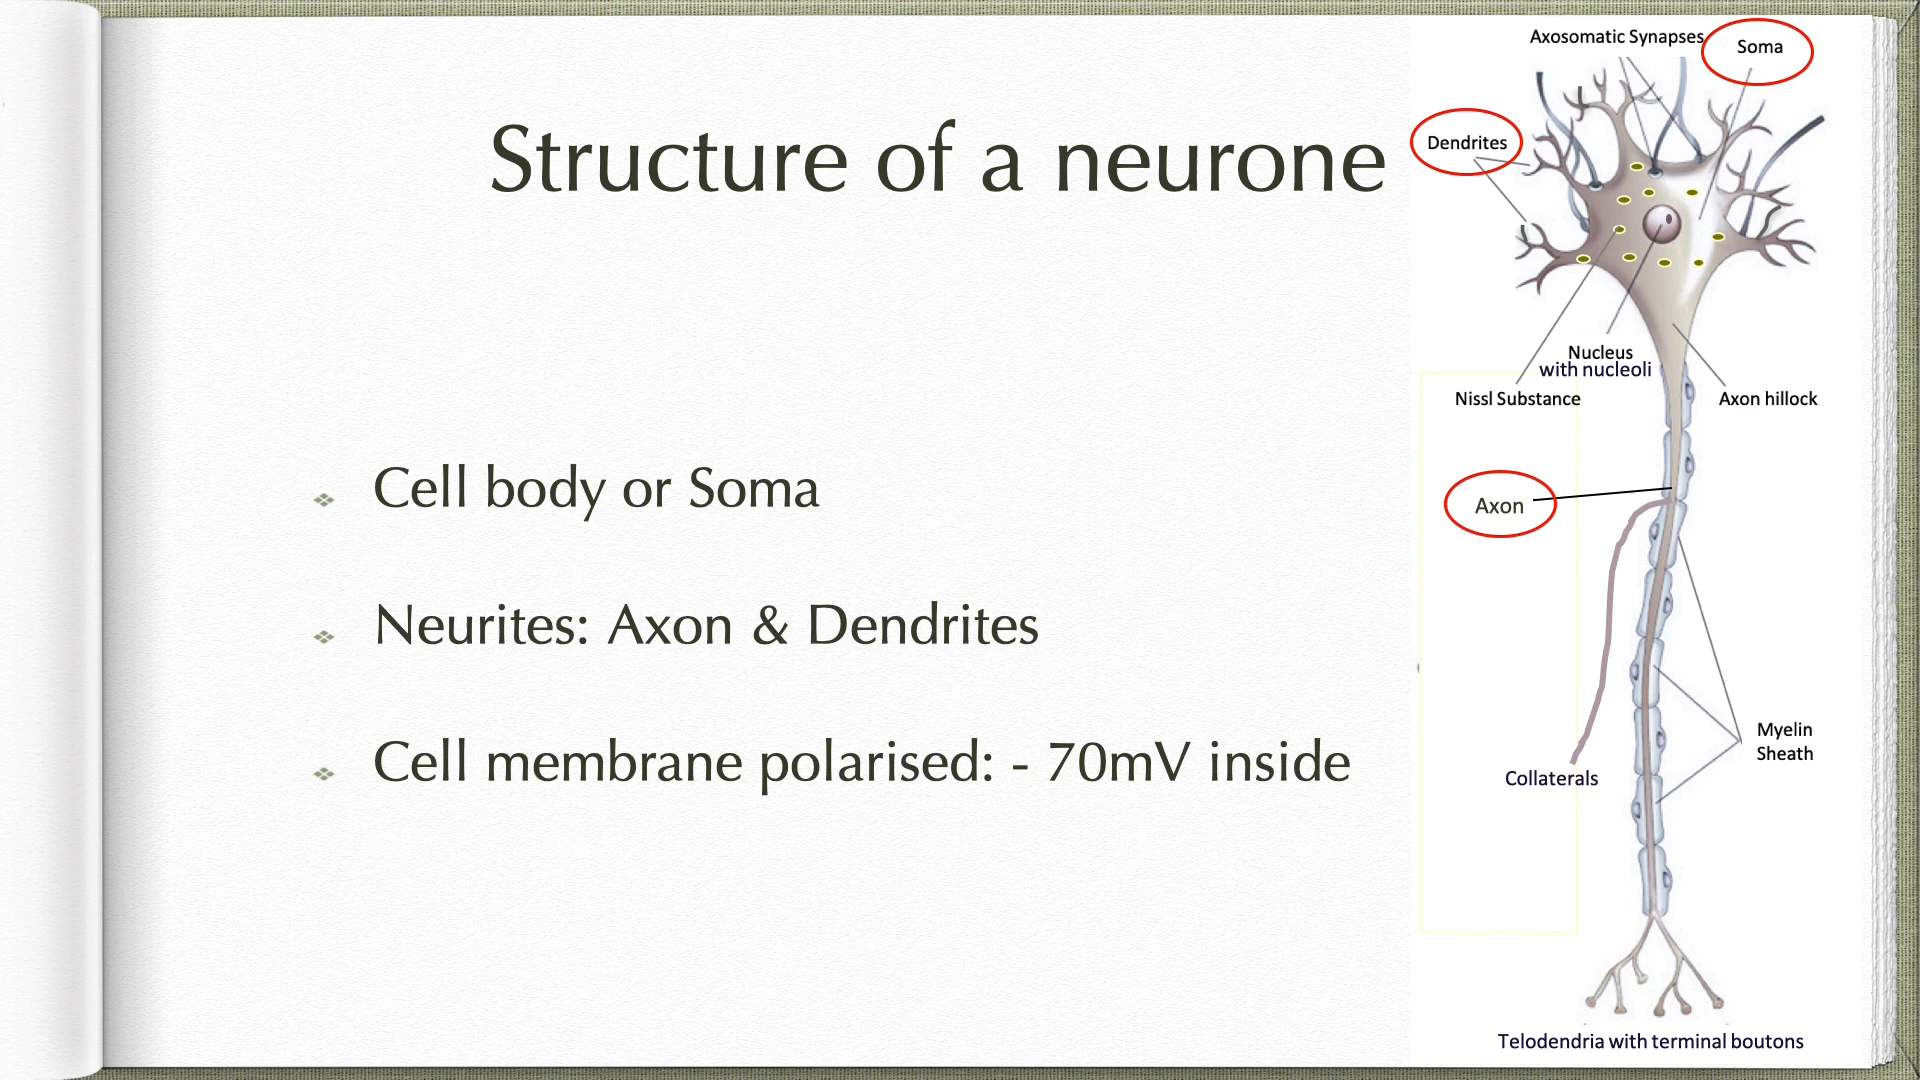 Structure of a neurone
Cell body or Soma
Neurites: Axon & Dendrites
Cell membrane polarised: - 70mV inside
Axosomatic Synapses
Soma
Dendrites
Nucleus
with nucleoli
Nissl Substance
Axon hillock
Axon
Myelin
Sheath
Collaterals
Telodendria with terminal boutons